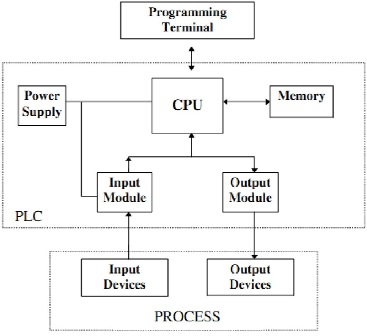 Programming
Terminal
Power
Supply
CPU
Memory
Input
Module
Output
Module
PLC
Input
Devices
Output
Devices
PROCESS